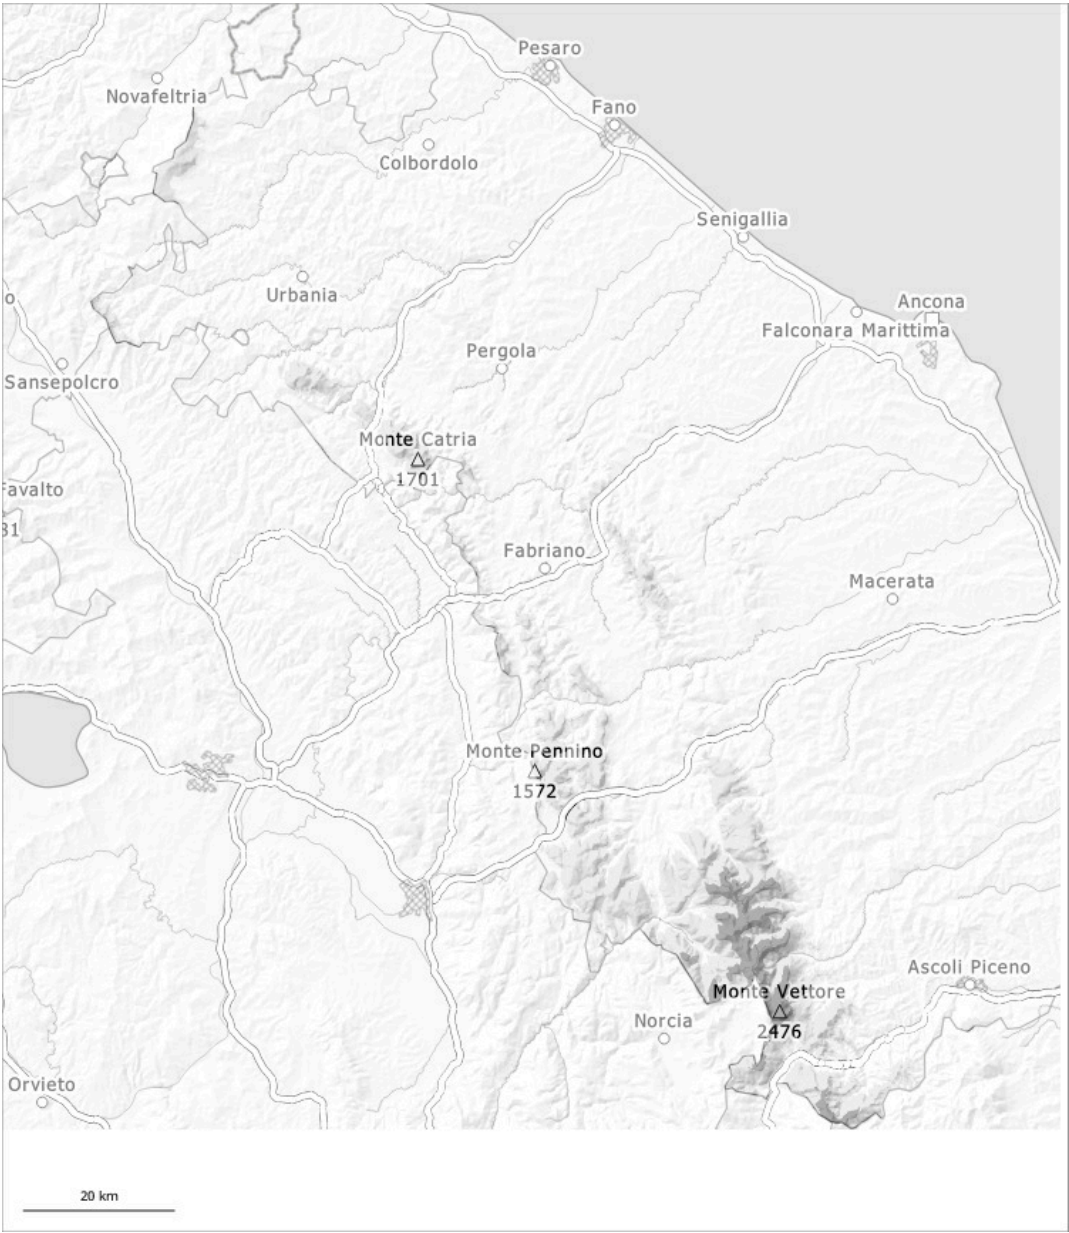 Pesaro
Novafeltria
Fano
Colbordolo
Senigallia
Urbania
o
Ancona
Falconara Marittima
Pergola
Sansepolcro
Monte Catria
1701
Favalto
31
Fabriano
Macerata
Monte Pennino
1572
Ascoli Piceno
Monte Vettore
2476
Norcia
Orvieto
20 km